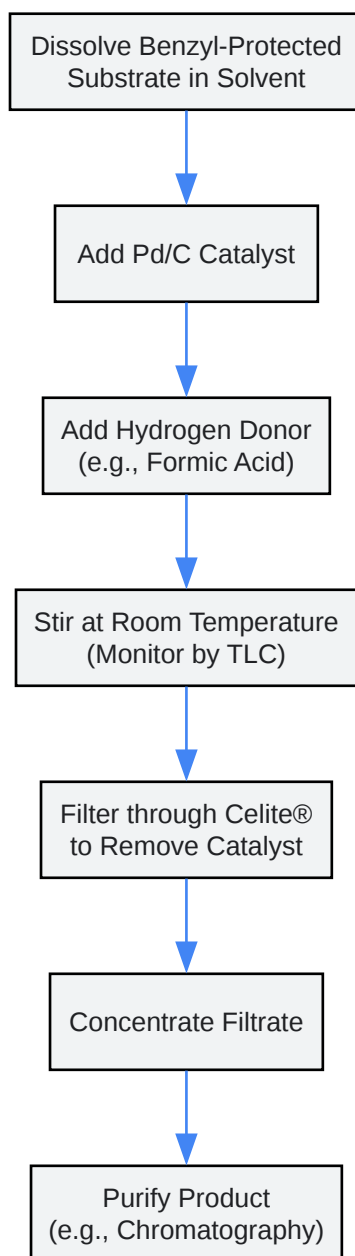 Dissolve Benzyl-Protected
Substrate in Solvent
Add Pd/C Catalyst
Add Hydrogen Donor
(e.g., Formic Acid)
Stir at Room Temperature
(Monitor by TLC)
Filter through Celite®
to Remove Catalyst
Concentrate Filtrate
Purify Product
(e.g., Chromatography)